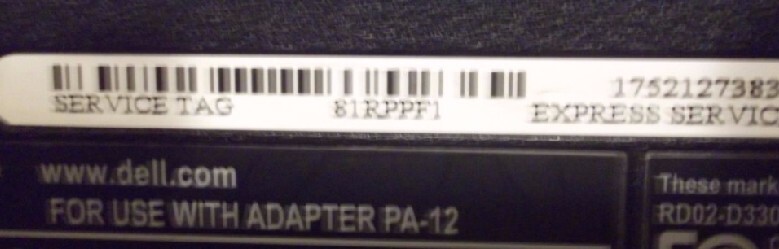 1752127383
SERVICE TAG 81RPPF1 EXPRESS SERVIC
www.dell.com
FOR USE WITH ADAPTER PA-12
These mark
RD02-D330